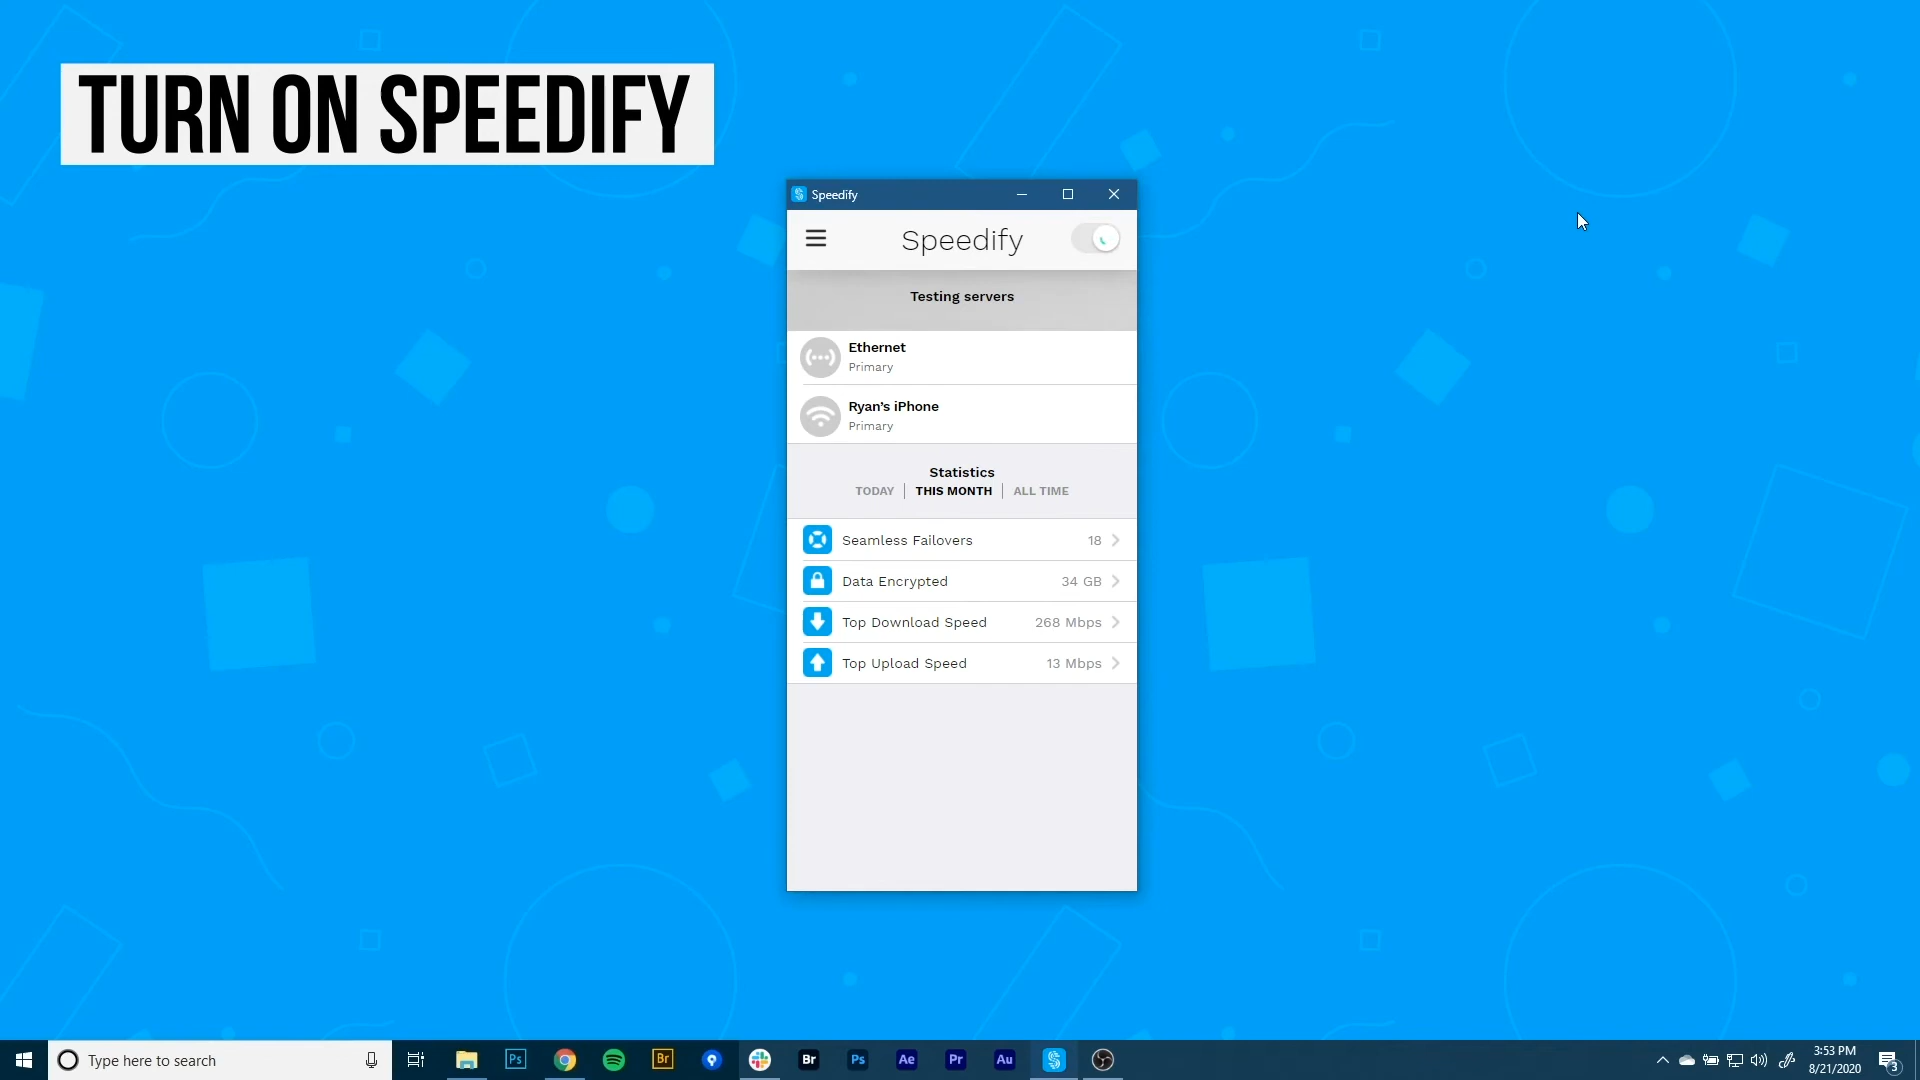 TURN ON SPEEDIFY
Speedify
Speedify
Testing servers
Ethernet
Primary
Ryan's iPhone
Primary
Statistics
TODAY | THIS MONTH | ALL TIME
Seamless Failovers 18
Data Encrypted 34 GB
Top Download Speed 268 Mbps
Top Upload Speed 13 Mbps
Type here to search
Ps
Br
Br
Ps
Ae
Pr
Au
3:53 PM
8/21/2020
3